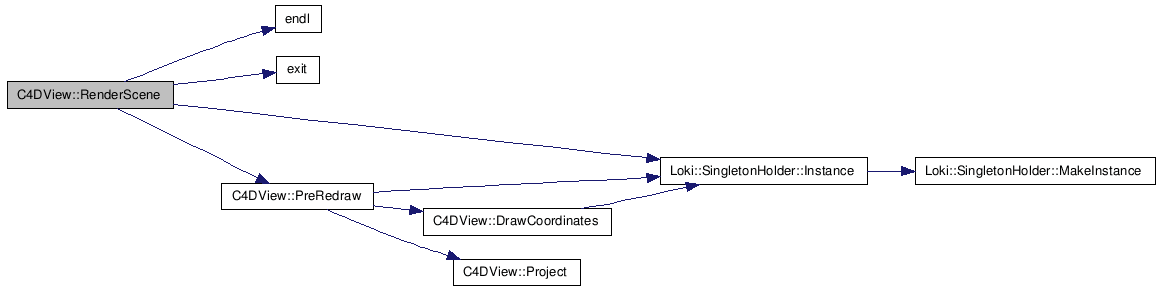 endl
exit
C4DView::RenderScene
Loki::SingletonHolder::Instance
Loki::SingletonHolder::MakeInstance
C4DView::PreRedraw
C4DView::DrawCoordinates
C4DView::Project